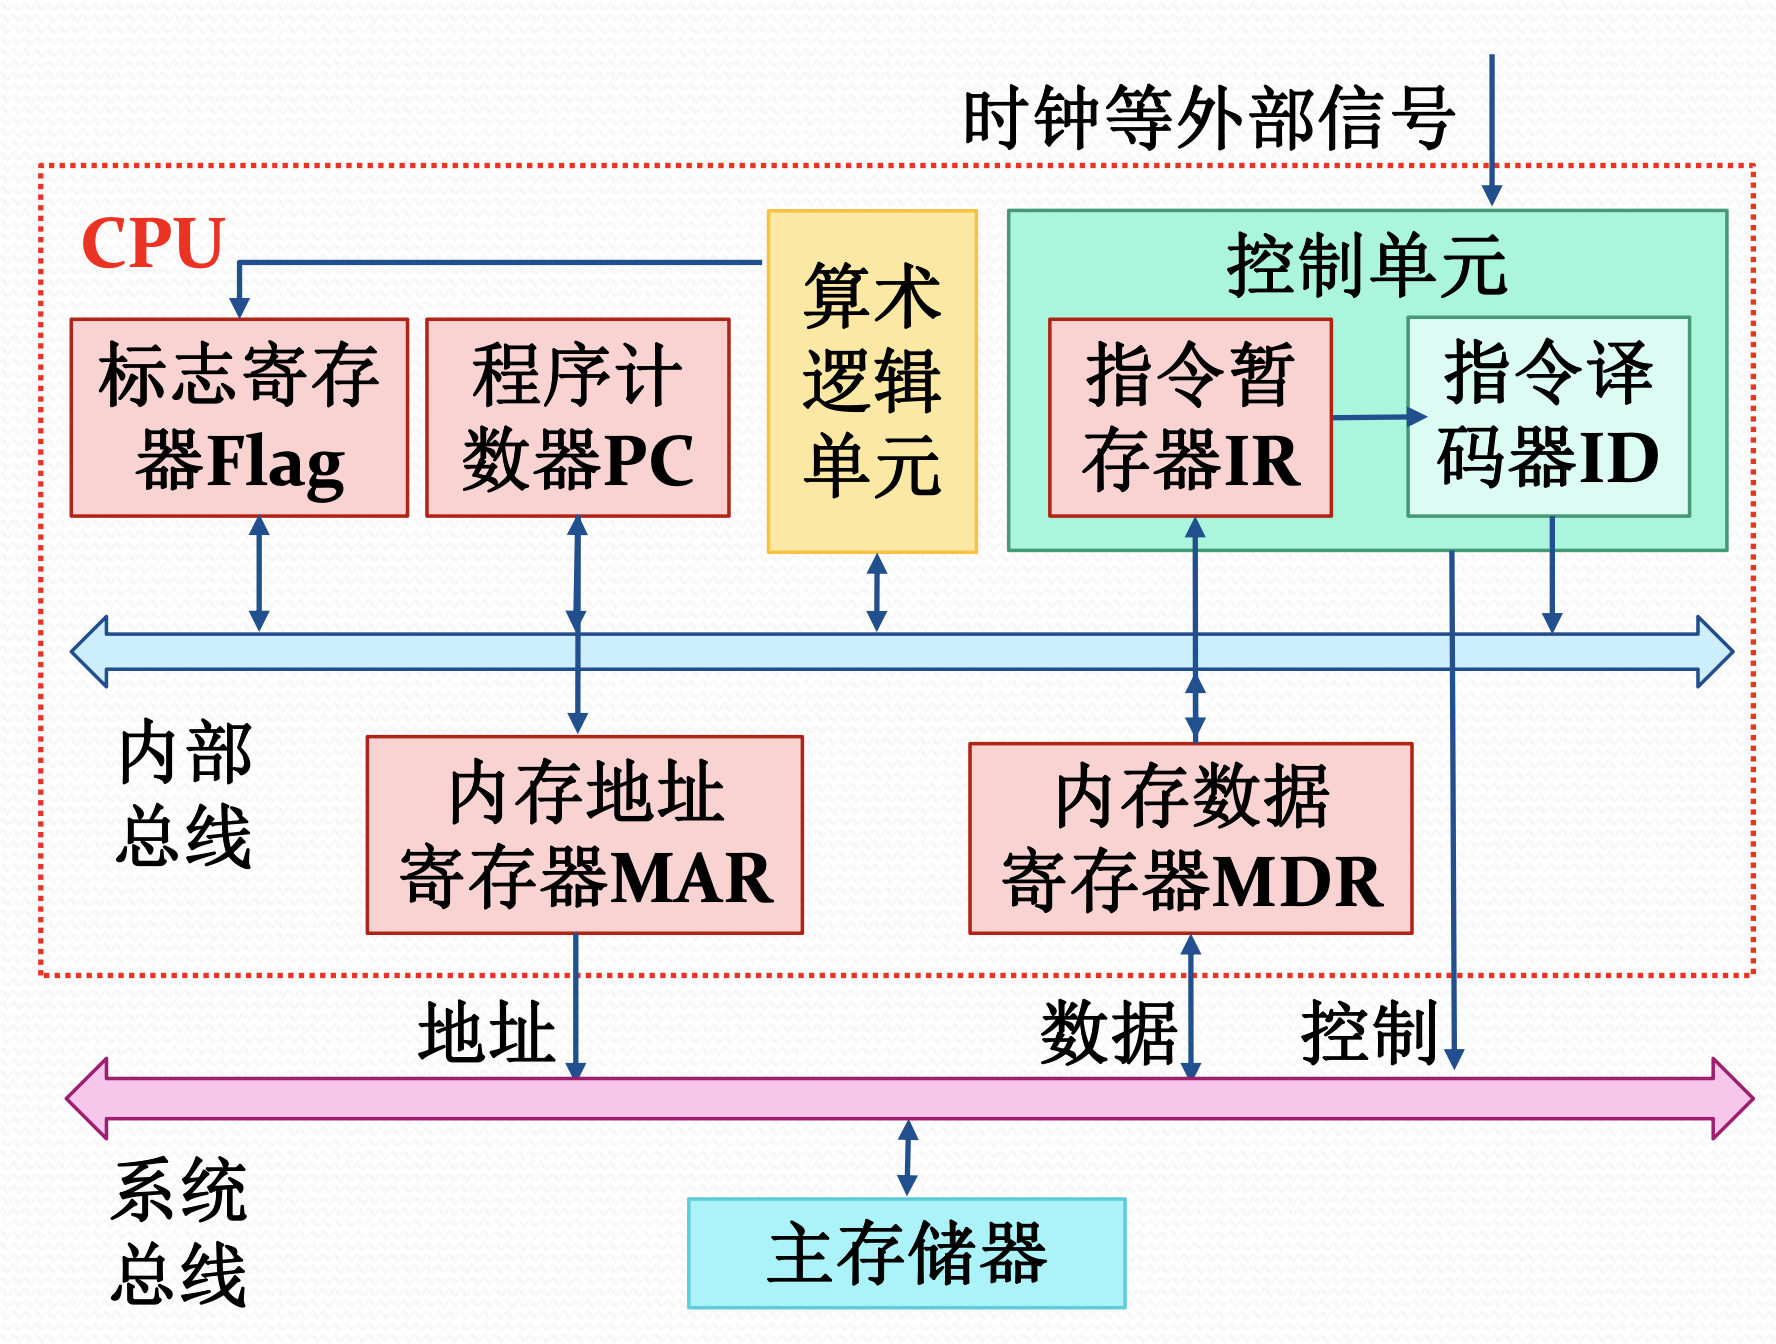 时钟等外部信号
CPU
算术
逻辑
单元
控制单元
标志寄存
器Flag
程序计
数器PC
指令暂
存器IR
指令译
码器ID
内部
总线
内存地址
寄存器MAR
内存数据
寄存器MDR
地址
数据
控制
系统
总线
主存储器